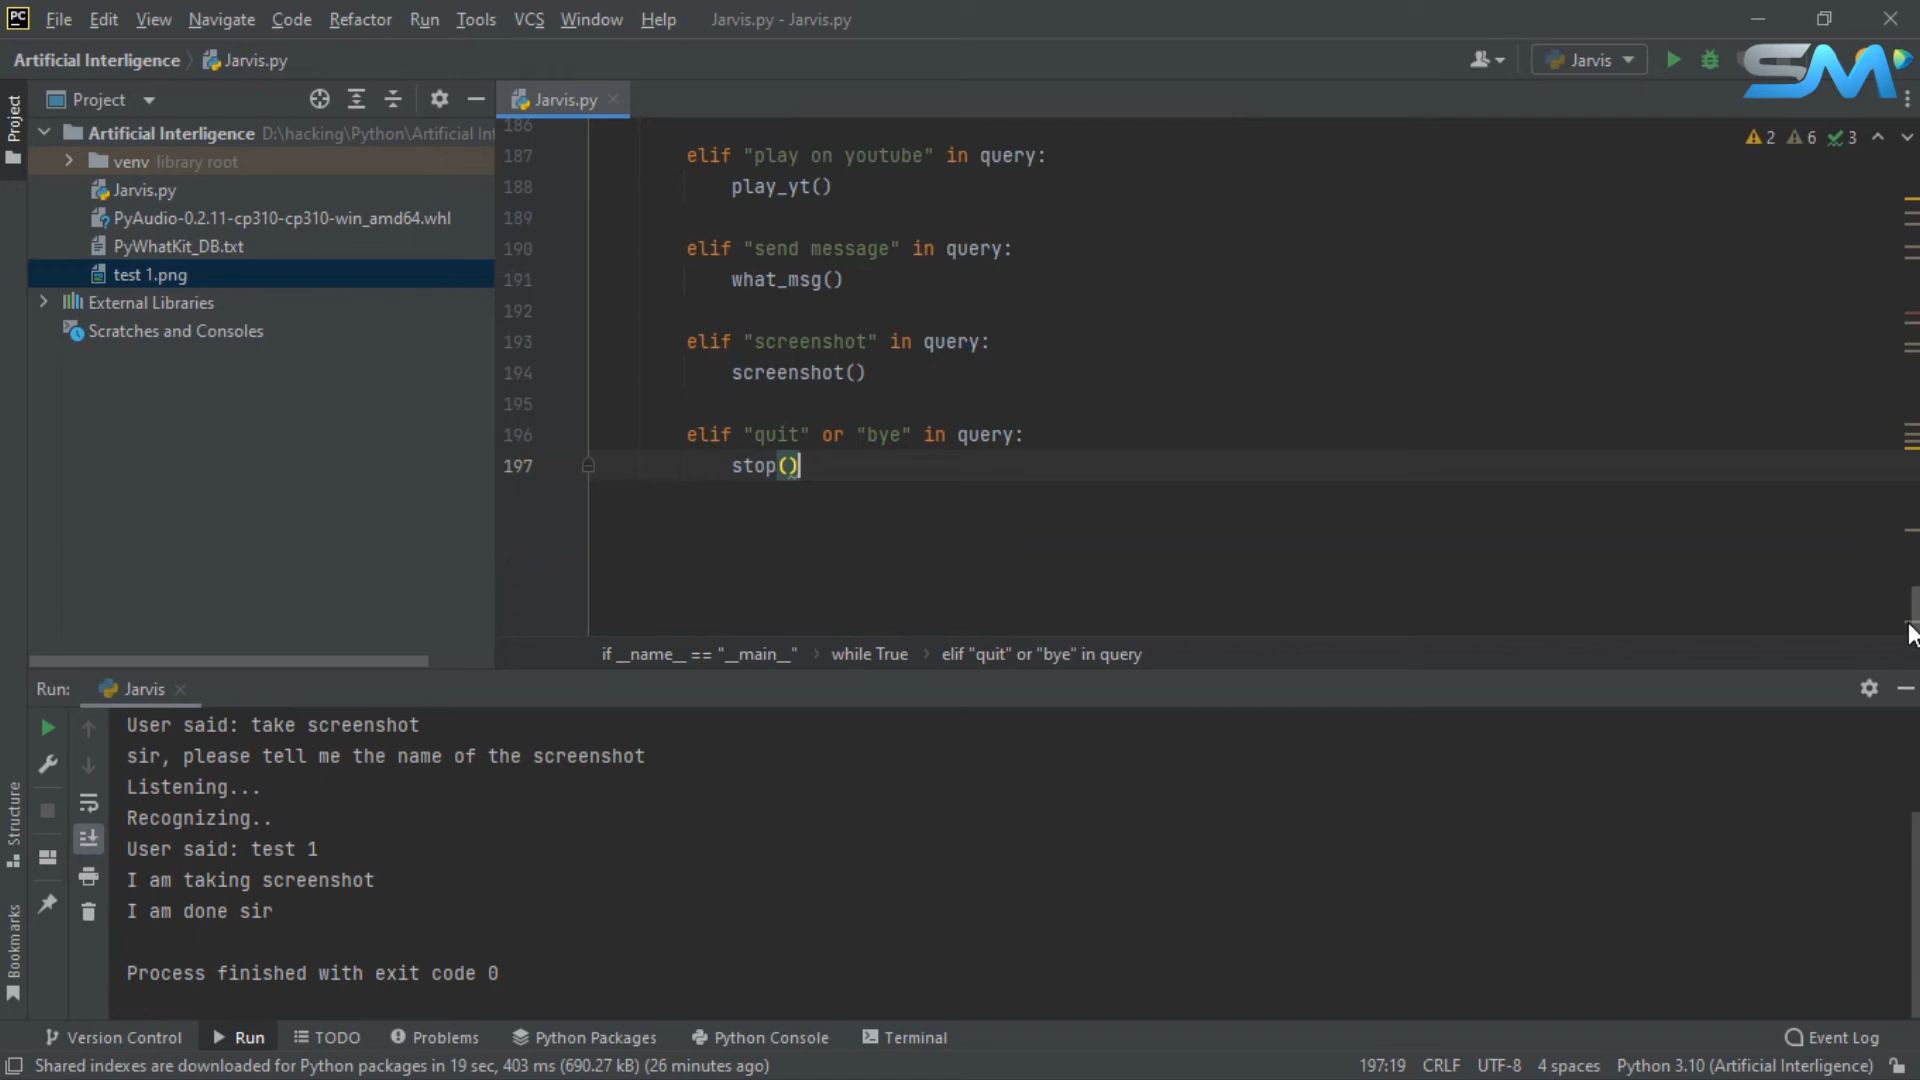 PC File Edit View Navigate Code Refactor Run Tools VCS Window Help Jarvis.py - Jarvis.py
Artificial Interligence Jarvis.py Jarvis SM
Project Project Jarvis.py
Artificial Interligence D:\hacking\Python\Artificial Int
venv library root
Jarvis.py
PyAudio-0.2.11-cp310-cp310-win_amd64.whl
PyWhatKit_DB.txt
test 1.png
External Libraries
Scratches and Consoles
2 6 3
186
187 elif "play on youtube" in query:
188 play_yt()
189
190 elif "send message" in query:
191 what_msg()
192
193 elif "screenshot" in query:
194 screenshot()
195
196 elif "quit" or "bye" in query:
197 stop()
if __name__ == "__main__" while True elif "quit" or "bye" in query
Run: Jarvis
User said: take screenshot
sir, please tell me the name of the screenshot
Listening...
Recognizing..
User said: test 1
I am taking screenshot
I am done sir
Process finished with exit code 0
Structure
Bookmarks
Version Control Run TODO Problems Python Packages Python Console Terminal Event Log
Shared indexes are downloaded for Python packages in 19 sec, 403 ms (690.27 kB) (26 minutes ago) 197:19 CRLF UTF-8 4 spaces Python 3.10 (Artificial Interligence)